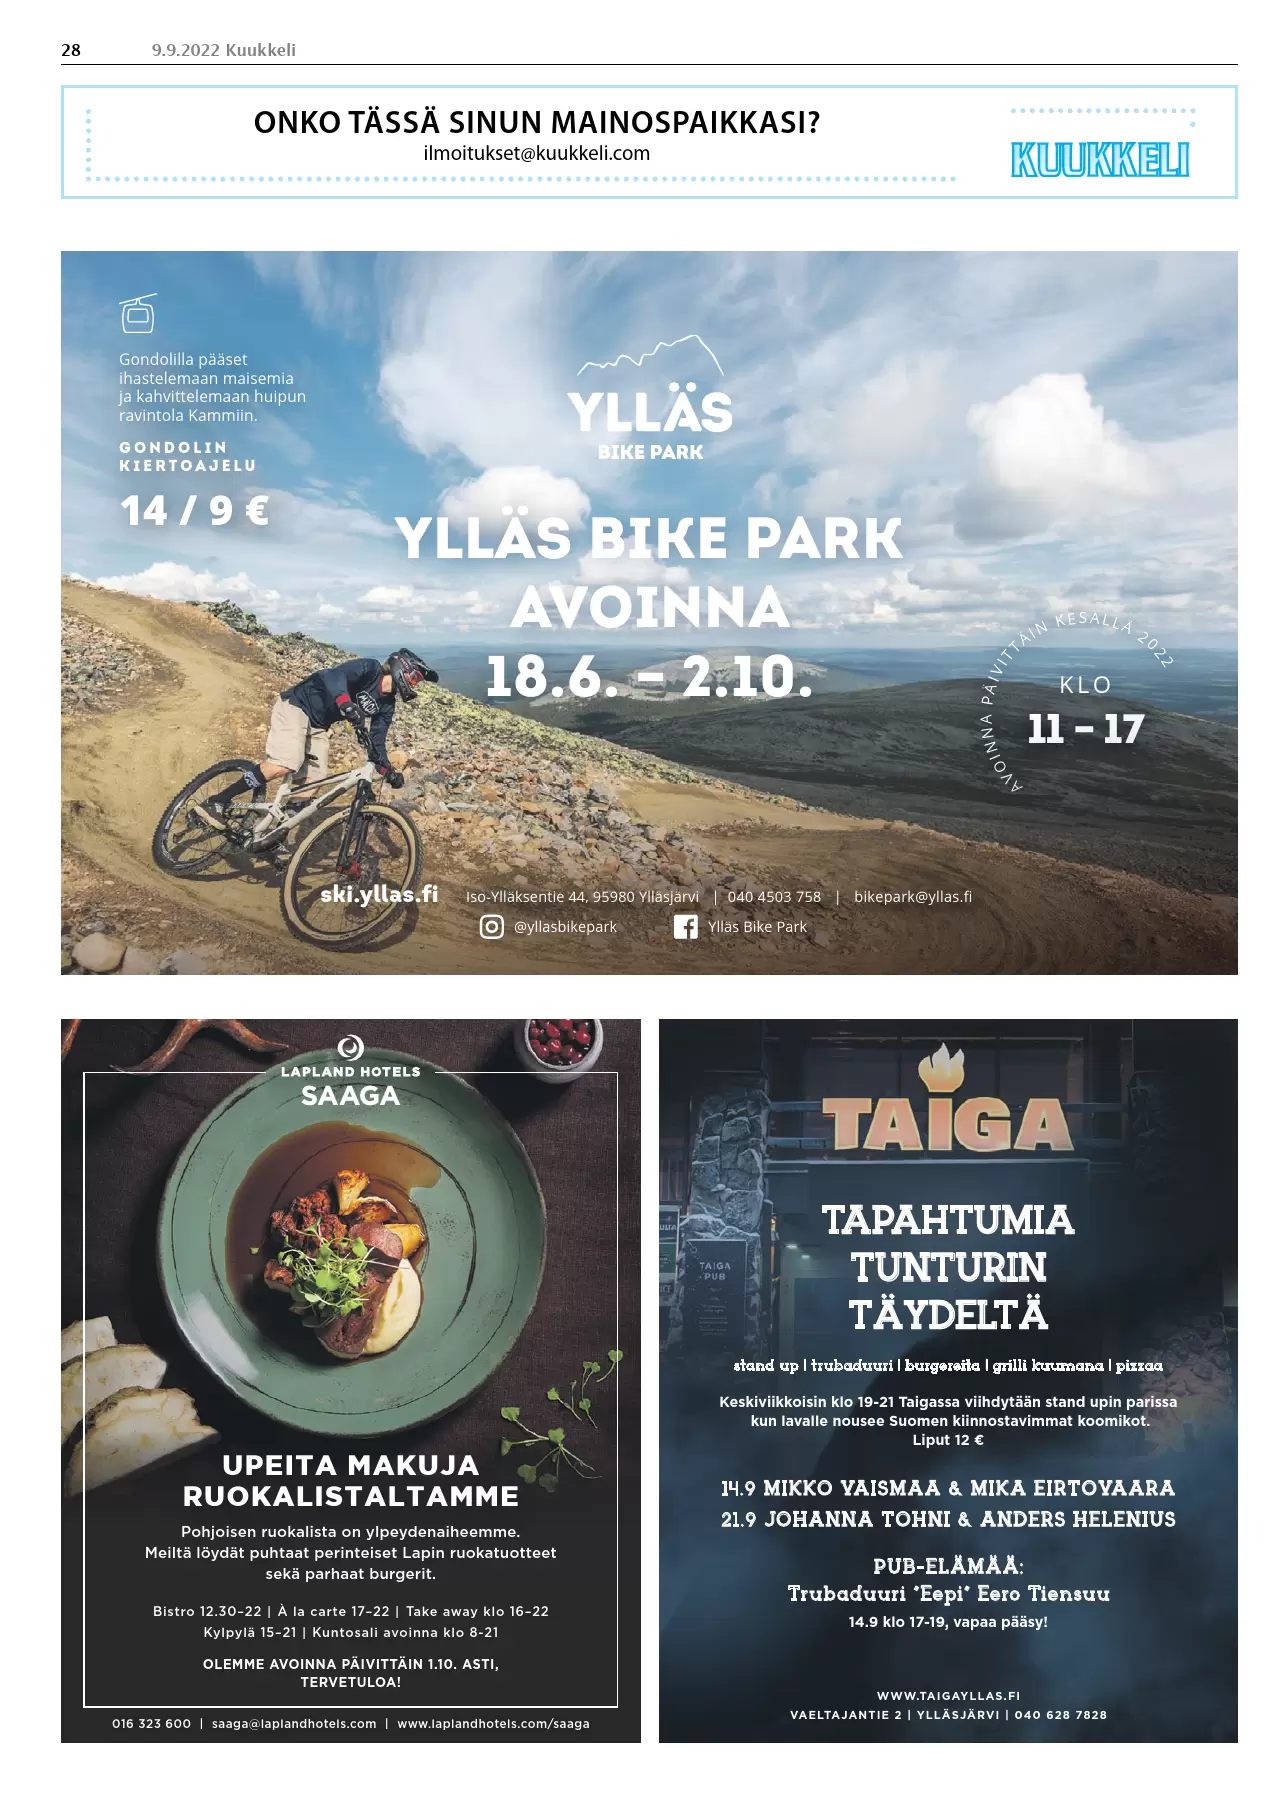 28 9.9.2022 Kuukkeli
ONKO TÄSSÄ SINUN MAINOSPAIKKASI?
ilmoitukset@kuukkeli.com
KUUKKELI
Gondolilla pääset
ihastelemaan maisemia
ja kahvittelemaan huipun
ravintola Kammiin.
GONDOLIN
KIERTOAJELU
14 / 9 €
YLLÄS
BIKE PARK
YLLÄS BIKE PARK
AVOINNA
18.6. – 2.10.
AVOINNA PÄIVITTÄIN KESÄLLÄ 2022
KLO
11 – 17
ski.yllas.fi Iso-Ylläksentie 44, 95980 Ylläsjärvi | 040 4503 758 | bikepark@yllas.fi
@yllasbikepark Ylläs Bike Park
LAPLAND HOTELS
SAAGA
UPEITA MAKUJA
RUOKALISTALTAMME
Pohjoisen ruokalista on ylpeydenaiheemme.
Meiltä löydät puhtaat perinteiset Lapin ruokatuotteet
sekä parhaat burgerit.
Bistro 12.30–22 | À la carte 17–22 | Take away klo 16–22
Kylpylä 15–21 | Kuntosali avoinna klo 8-21
OLEMME AVOINNA PÄIVITTÄIN 1.10. ASTI,
TERVETULOA!
016 323 600 | saaga@laplandhotels.com | www.laplandhotels.com/saaga
TAIGA
TAIGA
PUB
TAPAHTUMIA
TUNTURIN
TÄYDELTÄ
stand up | trubaduuri | burgereita | grilli kuumana | pizzaa
Keskiviikkoisin klo 19-21 Taigassa viihdytään stand upin parissa
kun lavalle nousee Suomen kiinnostavimmat koomikot.
Liput 12 €
14.9 MIKKO VAISMAA & MIKA EIRTOVAARA
21.9 JOHANNA TOHNI & ANDERS HELENIUS
PUB-ELÄMÄÄ:
Trubaduuri "Eepi" Eero Tiensuu
14.9 klo 17-19, vapaa pääsy!
WWW.TAIGAYLLAS.FI
VAELTAJANTIE 2 | YLLÄSJÄRVI | 040 628 7828